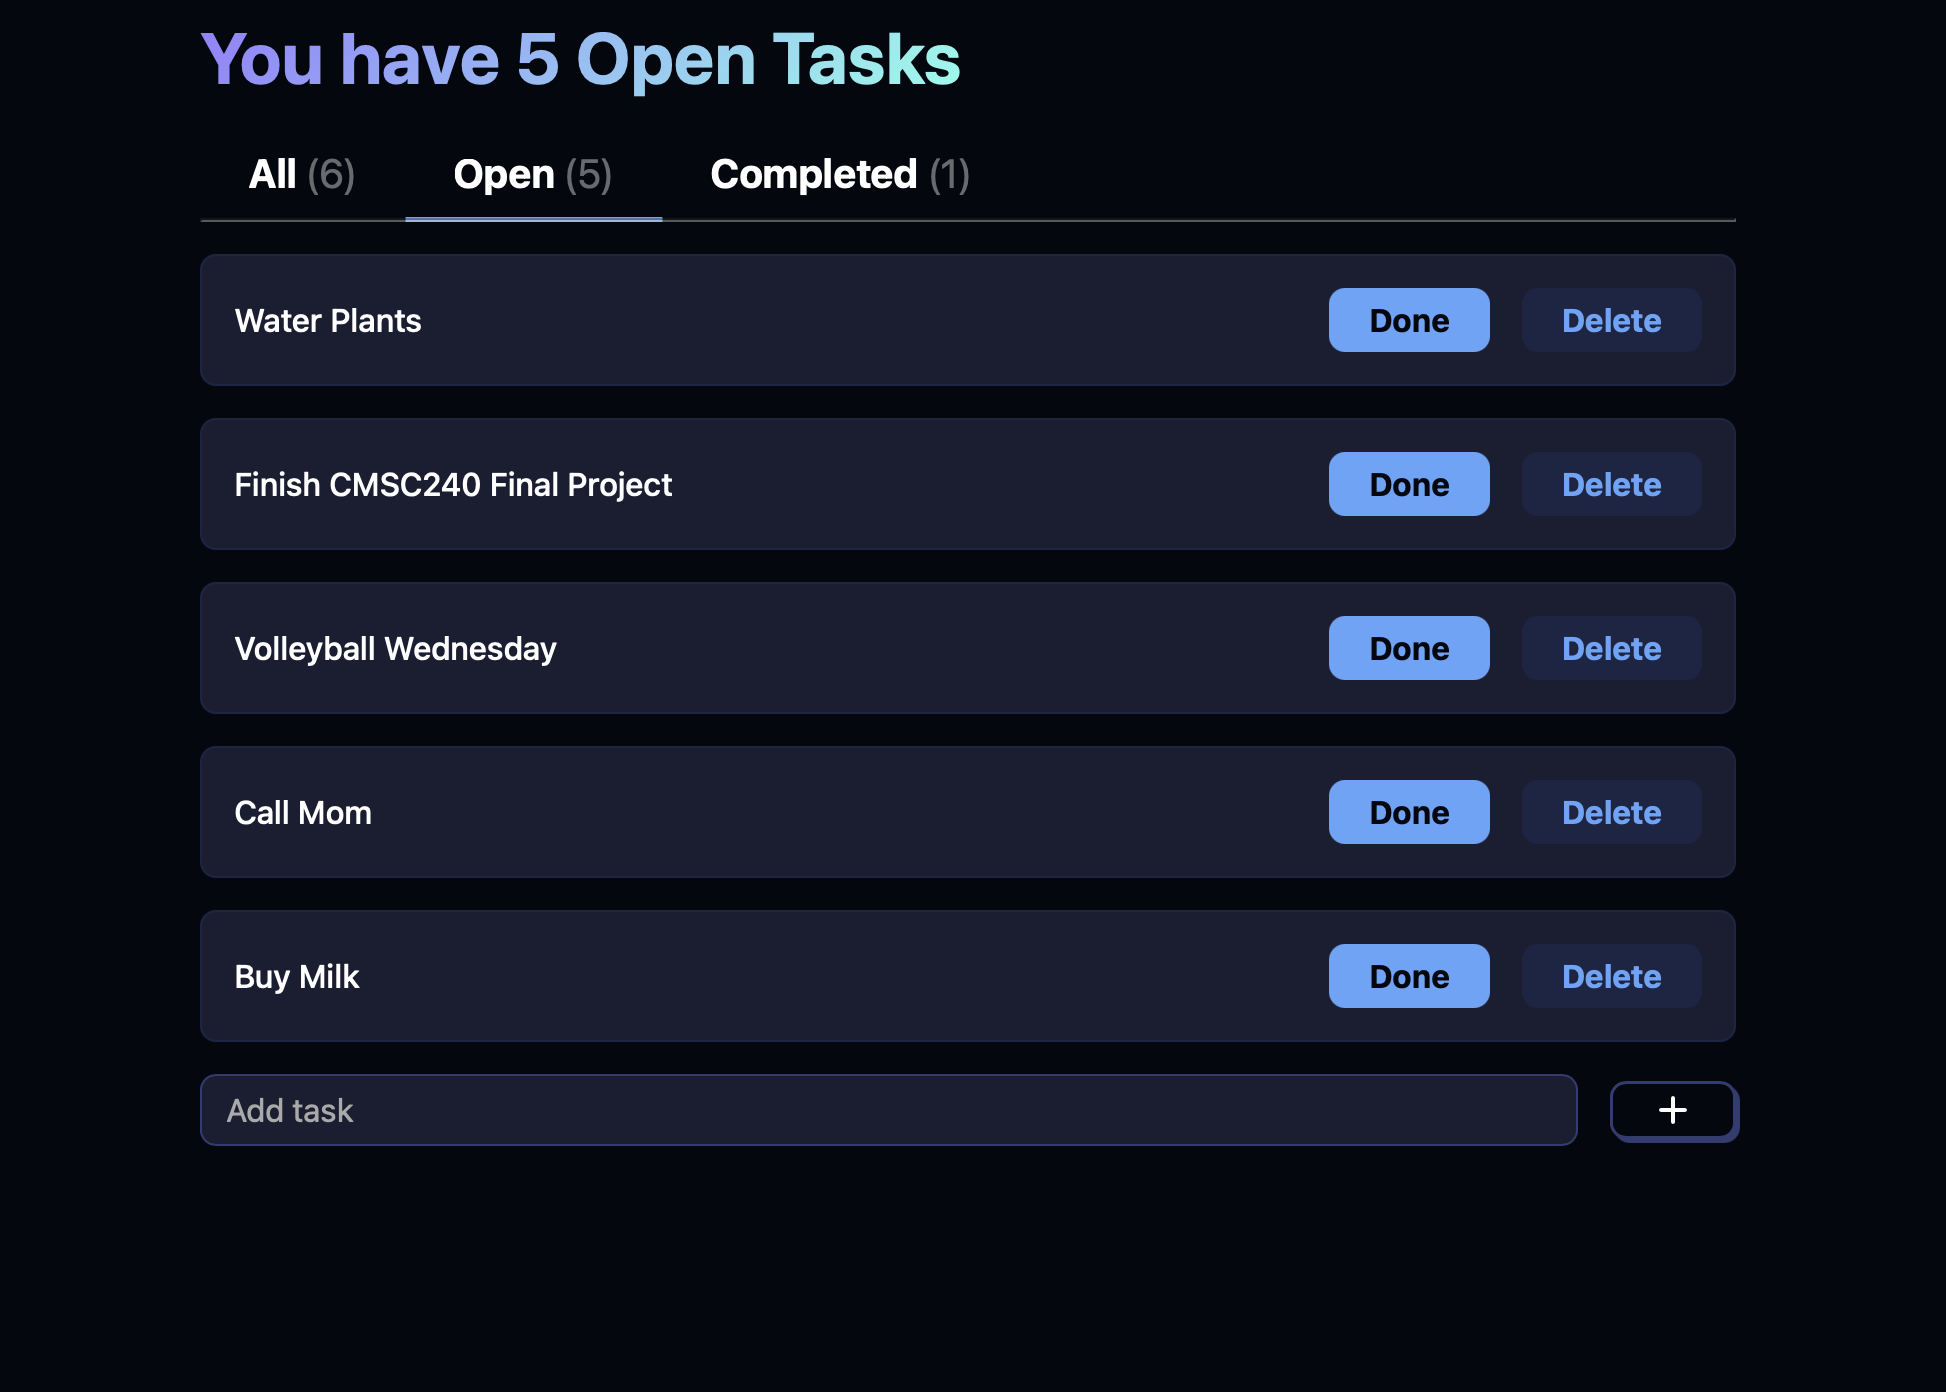 You have 5 Open Tasks
All (6) Open (5) Completed (1)
Water Plants Done Delete
Finish CMSC240 Final Project Done Delete
Volleyball Wednesday Done Delete
Call Mom Done Delete
Buy Milk Done Delete
Add task +